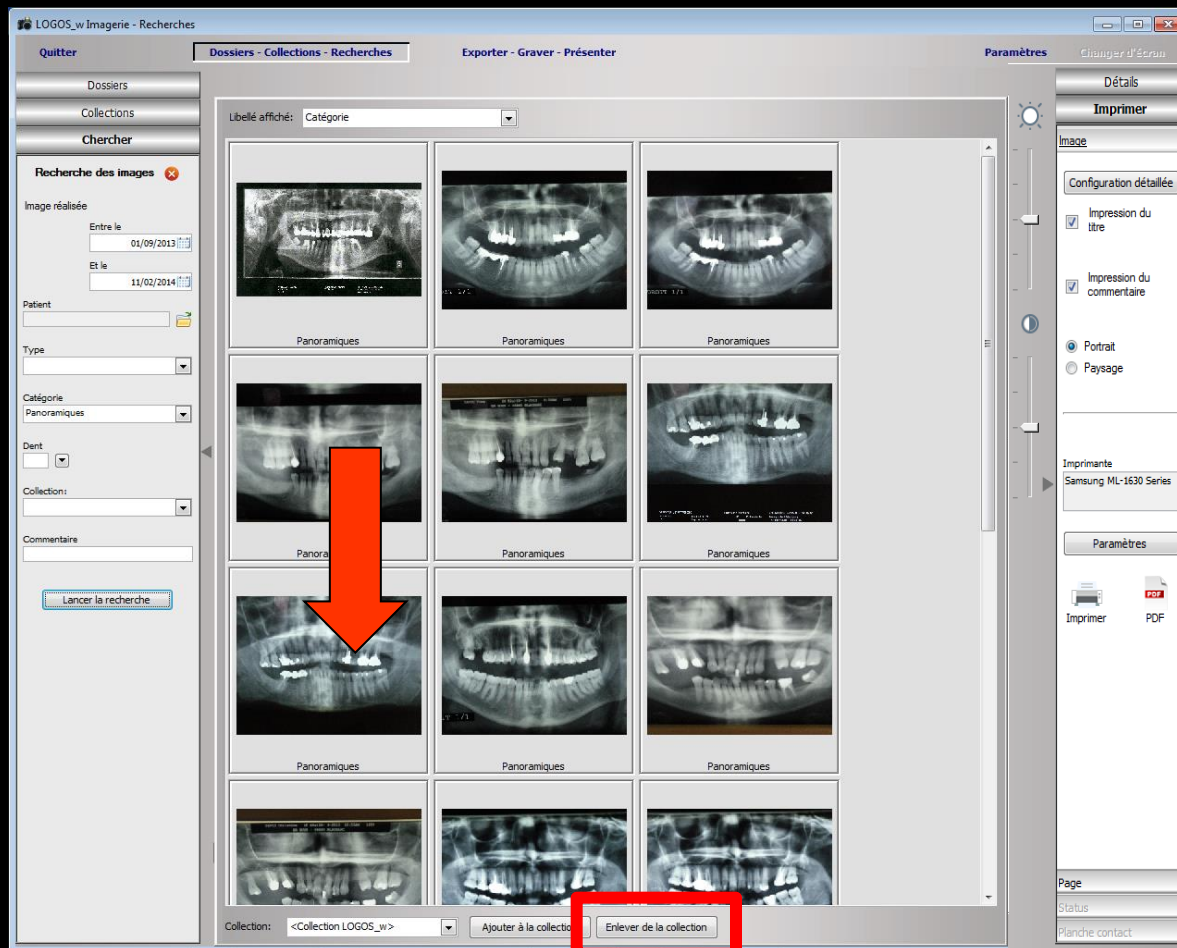 LOGOS_w Imagerie - Recherches
Quitter
Dossiers - Collections - Recherches
Exporter - Graver - Présenter
Paramètres
Changer d'écran
Dossiers
Collections
Chercher
Recherche des images
Image réalisée
Entre le
01/09/2013
Et le
11/02/2014
Patient
Type
Catégorie
Panoramiques
Dent
Collection:
Commentaire
Lancer la recherche
Libellé affiché: Catégorie
Panoramiques Panoramiques Panoramiques
Panoramiques Panoramiques
Panoramiques Panoramiques Panoramiques
Collection: <Collection LOGOS_w> Ajouter à la collection Enlever de la collection
Détails
Imprimer
Image
Configuration détaillée
Impression du
titre
Impression du
commentaire
Portrait
Paysage
Imprimante
Samsung ML-1630 Series
Paramètres
PDF
Imprimer PDF
Page
Status
Planche contact